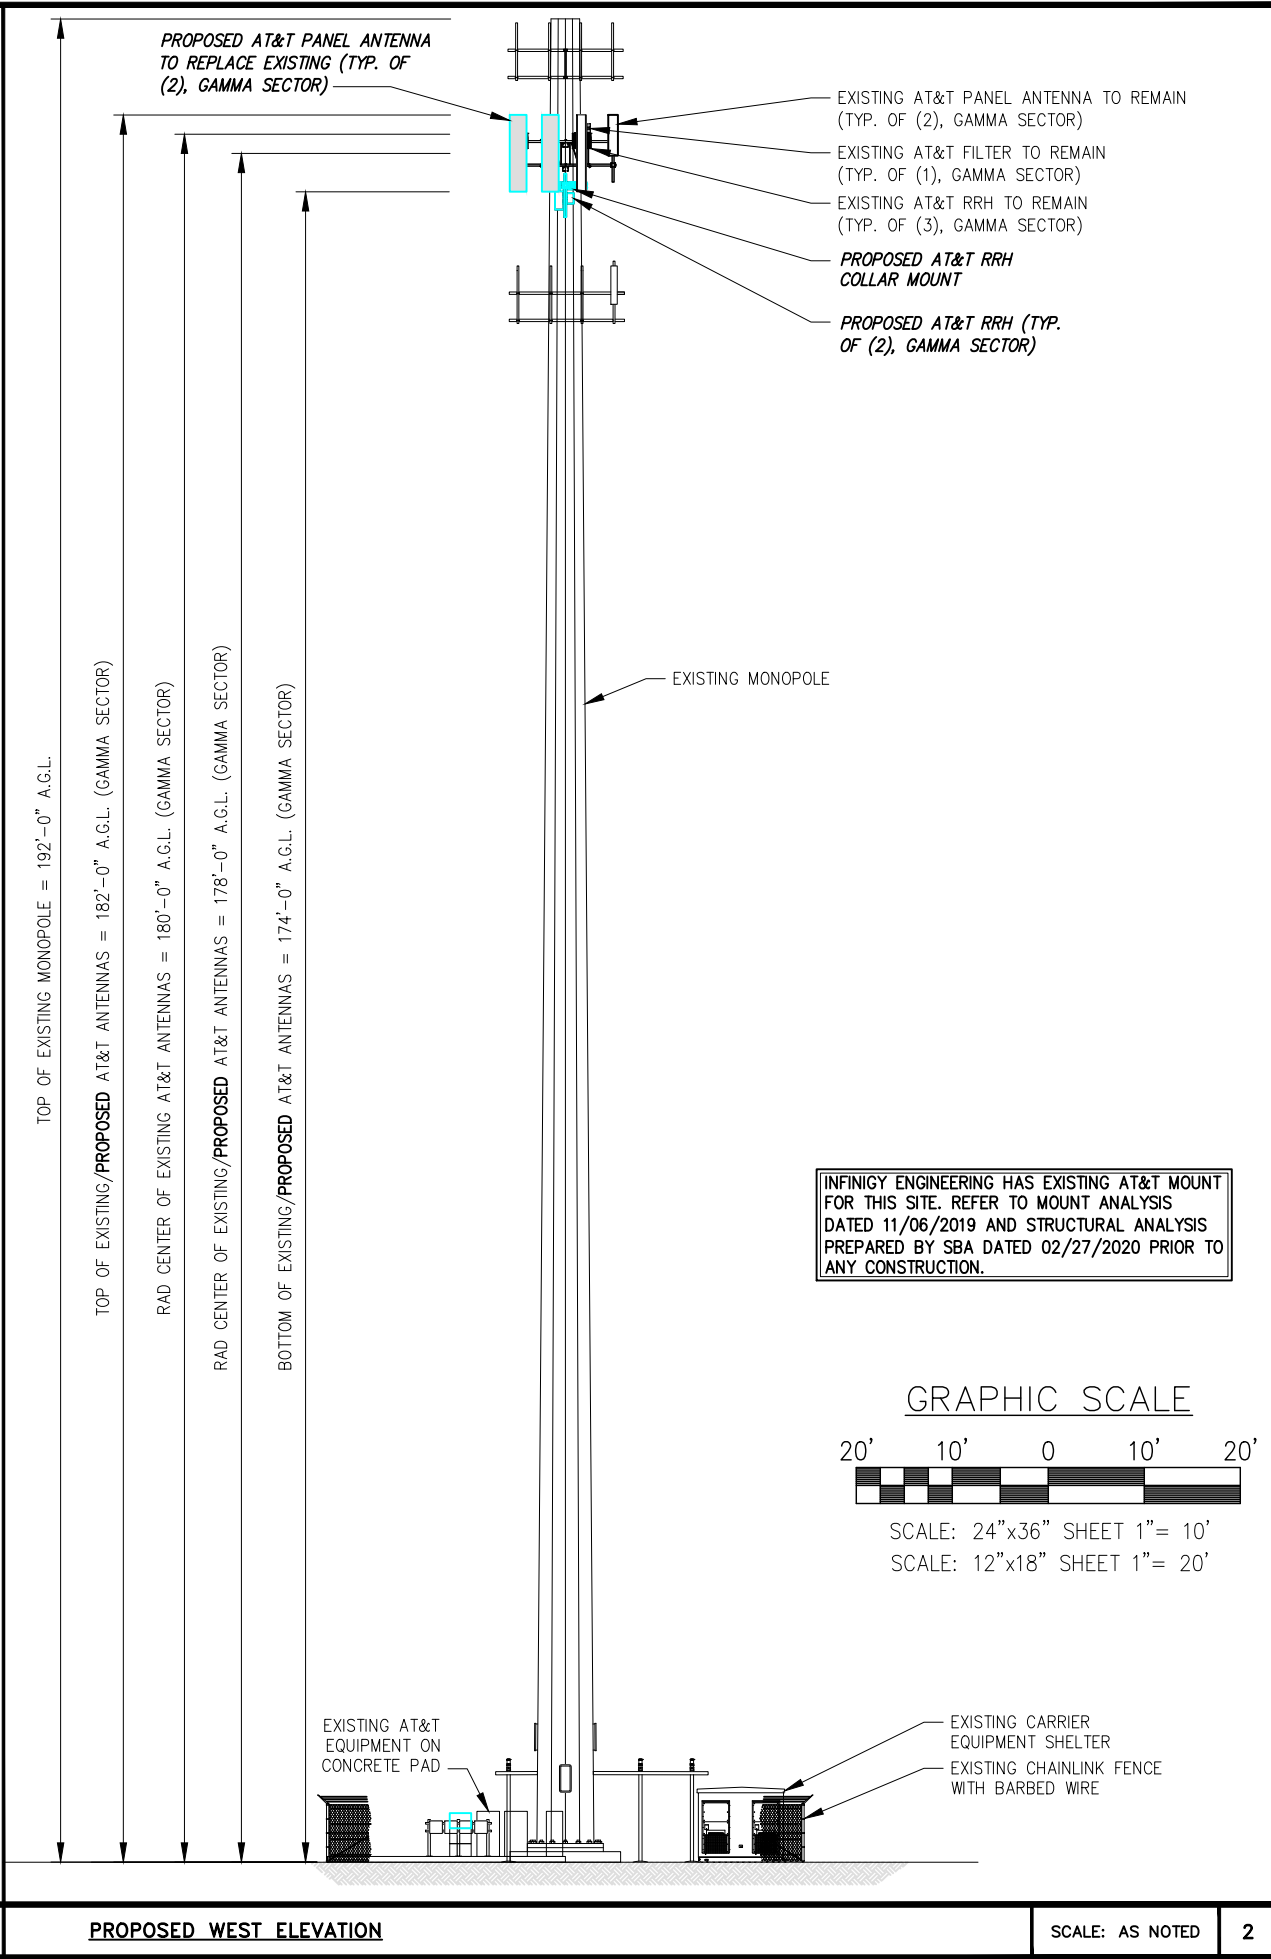 PROPOSED AT&T PANEL ANTENNA
TO REPLACE EXISTING (TYP. OF
(2), GAMMA SECTOR)
EXISTING AT&T PANEL ANTENNA TO REMAIN
(TYP. OF (2), GAMMA SECTOR)
EXISTING AT&T FILTER TO REMAIN
(TYP. OF (1), GAMMA SECTOR)
EXISTING AT&T RRH TO REMAIN
(TYP. OF (3), GAMMA SECTOR)
PROPOSED AT&T RRH
COLLAR MOUNT
PROPOSED AT&T RRH (TYP.
OF (2), GAMMA SECTOR)
EXISTING MONOPOLE
TOP OF EXISTING MONOPOLE = 192'-0" A.G.L.
TOP OF EXISTING/PROPOSED AT&T ANTENNAS = 182'-0" A.G.L. (GAMMA SECTOR)
RAD CENTER OF EXISTING AT&T ANTENNAS = 180'-0" A.G.L. (GAMMA SECTOR)
RAD CENTER OF EXISTING/PROPOSED AT&T ANTENNAS = 178'-0" A.G.L. (GAMMA SECTOR)
BOTTOM OF EXISTING/PROPOSED AT&T ANTENNAS = 174'-0" A.G.L. (GAMMA SECTOR)
INFINIGY ENGINEERING HAS EXISTING AT&T MOUNT
FOR THIS SITE. REFER TO MOUNT ANALYSIS
DATED 11/06/2019 AND STRUCTURAL ANALYSIS
PREPARED BY SBA DATED 02/27/2020 PRIOR TO
ANY CONSTRUCTION.
GRAPHIC SCALE
20' 10' 0 10' 20'
SCALE: 24"x36" SHEET 1"= 10'
SCALE: 12"x18" SHEET 1"= 20'
EXISTING AT&T
EQUIPMENT ON
CONCRETE PAD
EXISTING CARRIER
EQUIPMENT SHELTER
EXISTING CHAINLINK FENCE
WITH BARBED WIRE
PROPOSED WEST ELEVATION
SCALE: AS NOTED
2